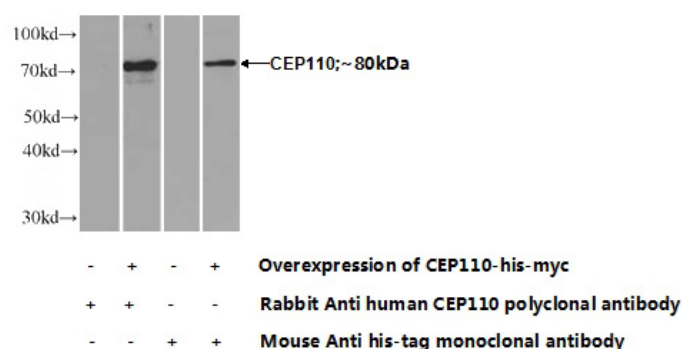 100kd→
70kd→
←CEP110;~80kDa
50kd→
40kd→
30kd→
- + - + Overexpression of CEP110-his-myc
+ + - - Rabbit Anti human CEP110 polyclonal antibody
- - + + Mouse Anti his-tag monoclonal antibody